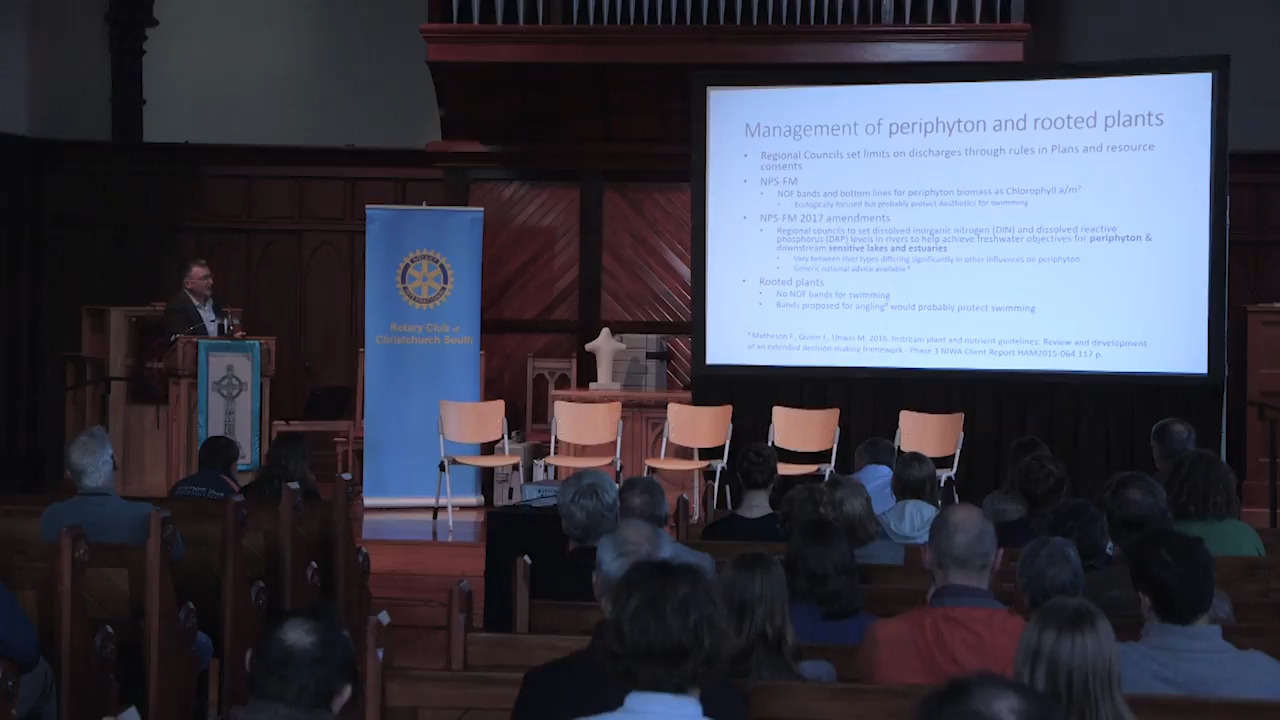 Management of periphyton and rooted plants
• Regional Councils set limits on discharges through rules in Plans and resource
consents
• NPS-FM
• NOF bands and bottom lines for periphyton biomass as Chlorophyll a/m²
• Ecologically focused but probably protect Aesthetics for swimming
• NPS-FM 2017 amendments
• Regional councils to set dissolved inorganic nitrogen (DIN) and dissolved reactive
phosphorus (DRP) levels in rivers to help achieve freshwater objectives for periphyton &
downstream sensitive lakes and estuaries
• Vary between river types differing significantly in other influences on periphyton
• Generic national advice available
• Rooted plants
• No NOF bands for swimming
• Bands proposed for angling would probably protect swimming
Matheson F., Quinn J., Unwin M. 2016. Instream plant and nutrient guidelines: Review and development
of an extended decision-making framework - Phase 3 NIWA Client Report HAM2015-064 117 p.
ROTARY
INTERNATIONAL
Rotary Club of
Christchurch South